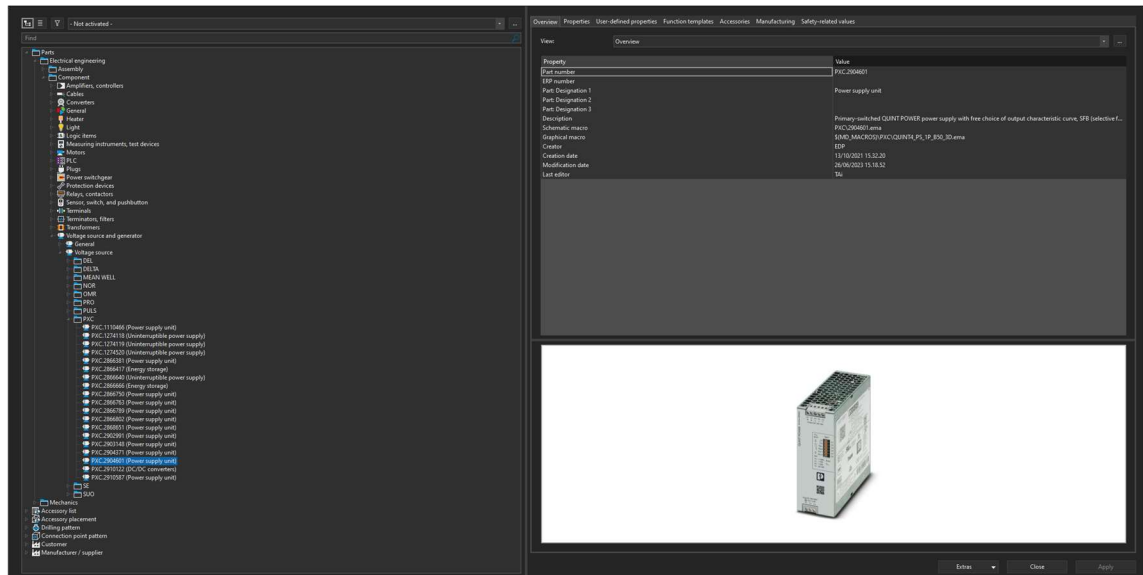 - Not activated -
...
Find
Parts
Electrical engineering
Assembly
Component
Amplifiers, controllers
Cables
Converters
General
Heater
Light
Logic items
Measuring instruments, test devices
Motors
PLC
Plugs
Power switchgear
Protection devices
Relays, contactors
Sensor, switch, and pushbutton
Terminals
Terminators, filters
Transformers
Voltage source and generator
General
Voltage source
DEL
DELTA
MEAN WELL
NOR
OMR
PRO
PULS
PXC
PXC.1110466 (Power supply unit)
PXC.1274118 (Uninterruptible power supply)
PXC.1274119 (Uninterruptible power supply)
PXC.1274520 (Uninterruptible power supply)
PXC.2866381 (Power supply unit)
PXC.2866417 (Energy storage)
PXC.2866640 (Uninterruptible power supply)
PXC.2866666 (Energy storage)
PXC.2866750 (Power supply unit)
PXC.2866763 (Power supply unit)
PXC.2866789 (Power supply unit)
PXC.2866802 (Power supply unit)
PXC.2868651 (Power supply unit)
PXC.2902991 (Power supply unit)
PXC.2903148 (Power supply unit)
PXC.2904371 (Power supply unit)
PXC.2904601 (Power supply unit)
PXC.2910122 (DC/DC converters)
PXC.2910587 (Power supply unit)
SE
SUO
Mechanics
Accessory list
Accessory placement
Drilling pattern
Connection point pattern
Customer
Manufacturer / supplier
Overview Properties User-defined properties Function templates Accessories Manufacturing Safety-related values
View: Overview ...
Property Value
Part number PXC.2904601
ERP number
Part: Designation 1 Power supply unit
Part: Designation 2
Part: Designation 3
Description Primary-switched QUINT POWER power supply with free choice of output characteristic curve, SFB (selective f...
Schematic macro PXC\2904601.ema
Graphical macro $(MD_MACROS)\PXC\QUINT4_PS_1P_B50_3D.ema
Creator EDP
Creation date 13/10/2021 15.32.20
Modification date 26/06/2023 15.18.52
Last editor TAi
Extras Close Apply